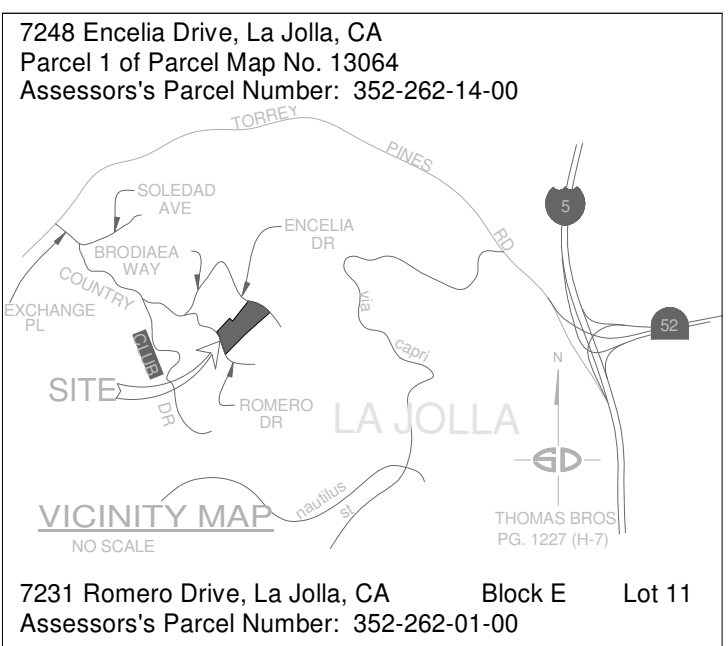 7248 Encelia Drive, La Jolla, CA
Parcel 1 of Parcel Map No. 13064
Assessors's Parcel Number: 352-262-14-00
TORREY
PINES
RD
SOLEDAD
AVE
ENCELIA
DR
BRODIAEA
WAY
5
COUNTRY
CLUB
DR
EXCHANGE
PL
via
capri
52
SITE
ROMERO
DR
LA JOLLA
N
SD
VICINITY MAP
NO SCALE
nautilus
st
THOMAS BROS
PG. 1227 (H-7)
7231 Romero Drive, La Jolla, CA Block E Lot 11
Assessors's Parcel Number: 352-262-01-00